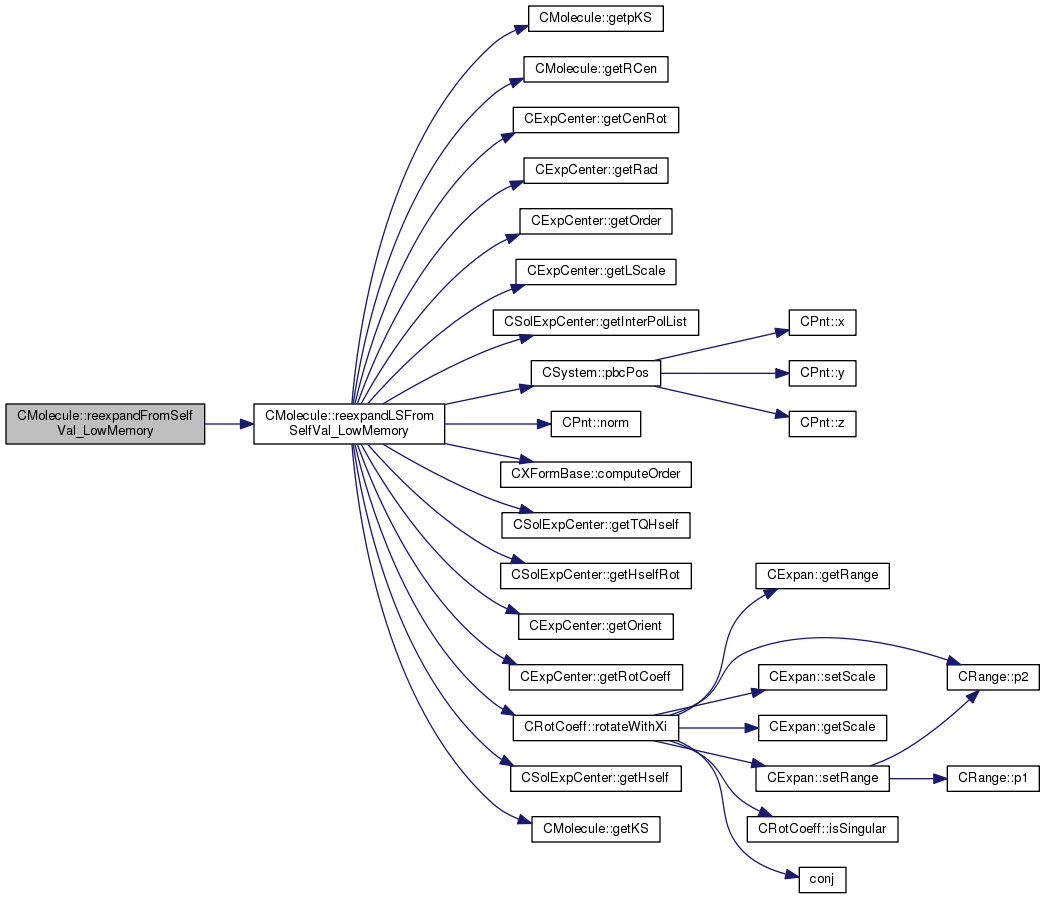 CMolecule::reexpandFromSelf
Val_LowMemory
CMolecule::reexpandLSFrom
SelfVal_LowMemory
CMolecule::getpKS
CMolecule::getRCen
CExpCenter::getCenRot
CExpCenter::getRad
CExpCenter::getOrder
CExpCenter::getLScale
CSolExpCenter::getInterPolList
CSystem::pbcPos
CPnt::norm
CXFormBase::computeOrder
CSolExpCenter::getTQHself
CSolExpCenter::getHselfRot
CExpCenter::getOrient
CExpCenter::getRotCoeff
CRotCoeff::rotateWithXi
CSolExpCenter::getHself
CMolecule::getKS
CPnt::x
CPnt::y
CPnt::z
CExpan::getRange
CExpan::setScale
CExpan::getScale
CExpan::setRange
CRotCoeff::isSingular
conj
CRange::p2
CRange::p1